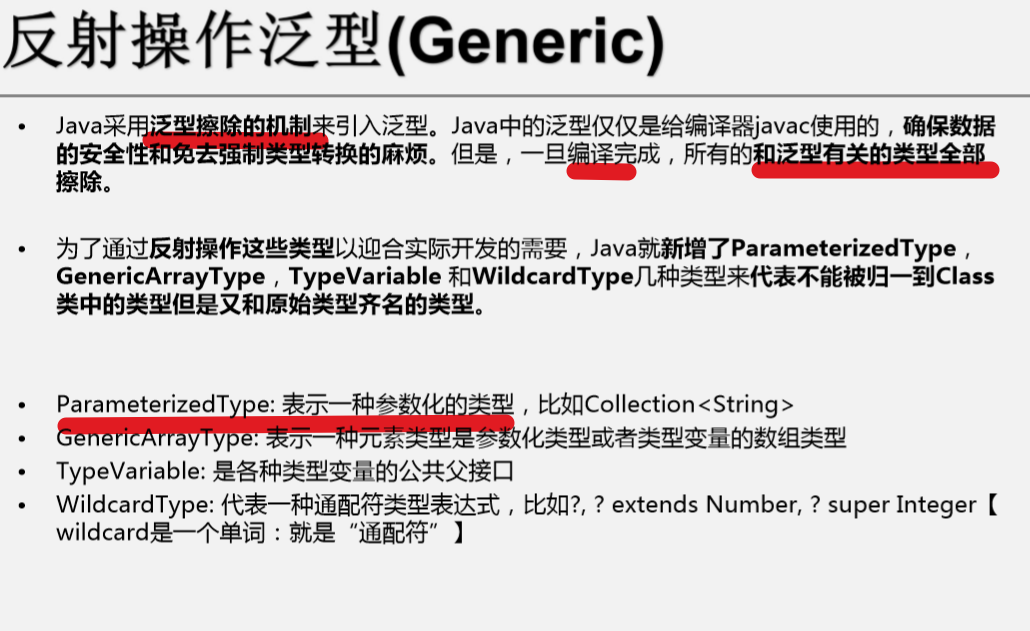 反射操作泛型(Generic)
• Java采用泛型擦除的机制来引入泛型。Java中的泛型仅仅是给编译器javac使用的，确保数据
的安全性和免去强制类型转换的麻烦。但是，一旦编译完成，所有的和泛型有关的类型全部
擦除。
• 为了通过反射操作这些类型以迎合实际开发的需要，Java就新增了ParameterizedType，
GenericArrayType，TypeVariable 和WildcardType几种类型来代表不能被归一到Class
类中的类型但是又和原始类型齐名的类型。
• ParameterizedType: 表示一种参数化的类型，比如Collection<String>
• GenericArrayType: 表示一种元素类型是参数化类型或者类型变量的数组类型
• TypeVariable: 是各种类型变量的公共父接口
• WildcardType: 代表一种通配符类型表达式，比如?, ? extends Number, ? super Integer【
wildcard是一个单词：就是“通配符”】